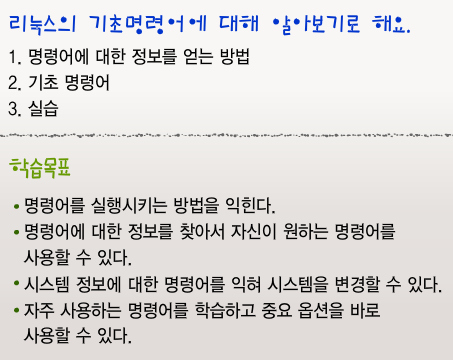 리눅스의 기초명령어에 대해 알아보기로 해요.
1. 명령어에 대한 정보를 얻는 방법
2. 기초 명령어
3. 실습
학습목표
• 명령어를 실행시키는 방법을 익힌다.
• 명령어에 대한 정보를 찾아서 자신이 원하는 명령어를
사용할 수 있다.
• 시스템 정보에 대한 명령어를 익혀 시스템을 변경할 수 있다.
• 자주 사용하는 명령어를 학습하고 중요 옵션을 바로
사용할 수 있다.